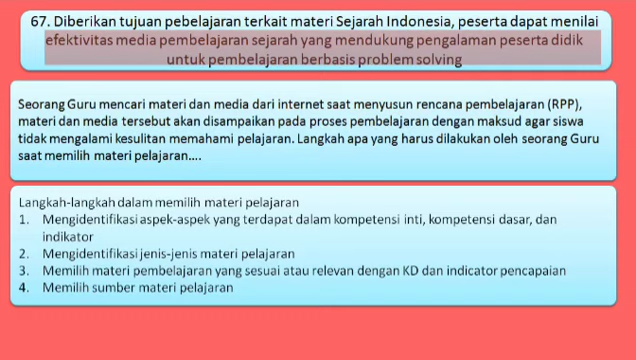 67. Diberikan tujuan pebelajaran terkait materi Sejarah Indonesia, peserta dapat menilai
efektivitas media pembelajaran sejarah yang mendukung pengalaman peserta didik
untuk pembelajaran berbasis problem solving
Seorang Guru mencari materi dan media dari internet saat menyusun rencana pembelajaran (RPP),
materi dan media tersebut akan disampaikan pada proses pembelajaran dengan maksud agar siswa
tidak mengalami kesulitan memahami pelajaran. Langkah apa yang harus dilakukan oleh seorang Guru
saat memilih materi pelajaran....
Langkah-langkah dalam memilih materi pelajaran
1. Mengidentifikasi aspek-aspek yang terdapat dalam kompetensi inti, kompetensi dasar, dan
indikator
2. Mengidentifikasi jenis-jenis materi pelajaran
3. Memilih materi pembelajaran yang sesuai atau relevan dengan KD dan indicator pencapaian
4. Memilih sumber materi pelajaran